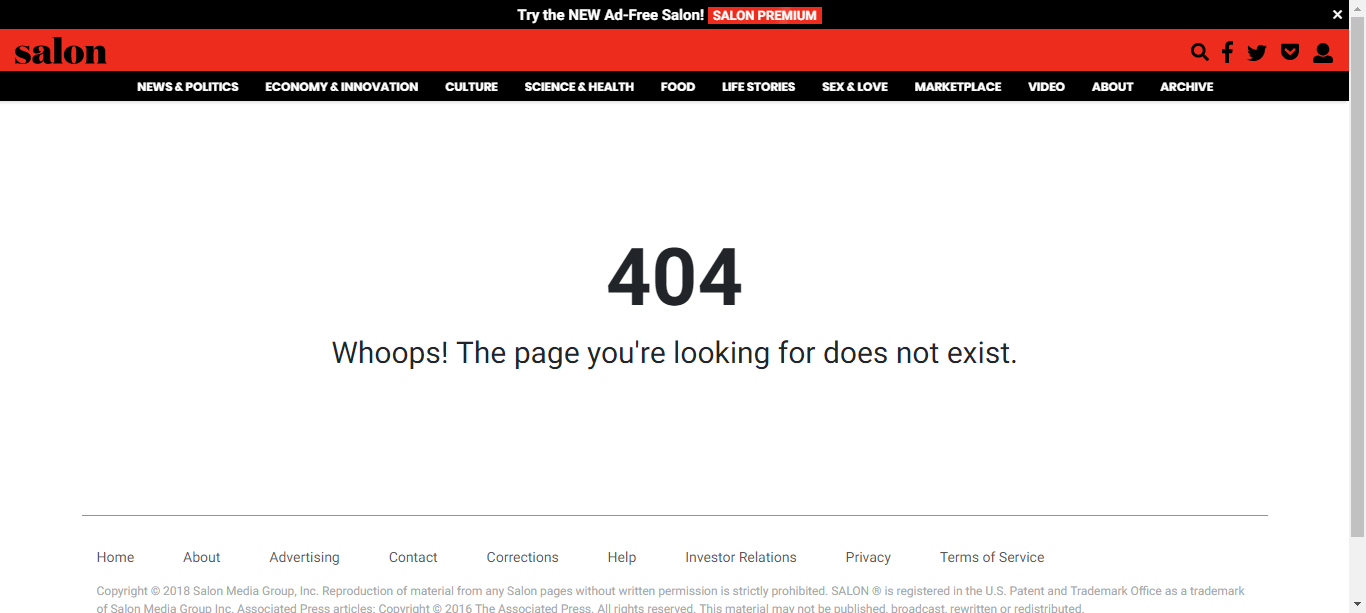 Try the NEW Ad-Free Salon! SALON PREMIUM
salon
NEWS & POLITICS ECONOMY & INNOVATION CULTURE SCIENCE & HEALTH FOOD LIFE STORIES SEX & LOVE MARKETPLACE VIDEO ABOUT ARCHIVE
404
Whoops! The page you're looking for does not exist.
Home About Advertising Contact Corrections Help Investor Relations Privacy Terms of Service
Copyright © 2018 Salon Media Group, Inc. Reproduction of material from any Salon pages without written permission is strictly prohibited. SALON ® is registered in the U.S. Patent and Trademark Office as a trademark
of Salon Media Group Inc. Associated Press articles: Copyright © 2016 The Associated Press. All rights reserved. This material may not be published, broadcast, rewritten or redistributed.